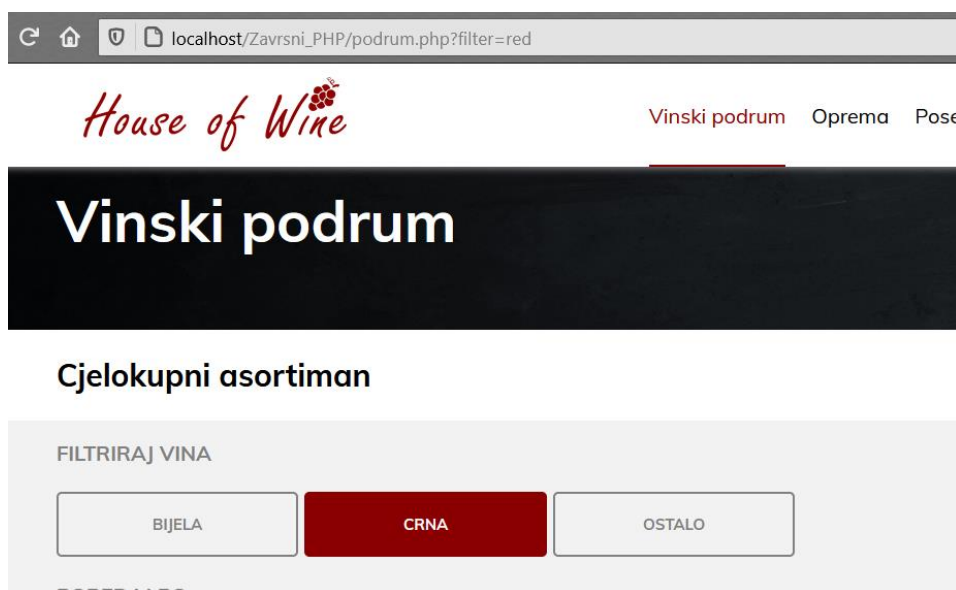 localhost/Zavrsni_PHP/podrum.php?filter=red
House of Wine
Vinski podrum Oprema
Vinski podrum
Cjelokupni asortiman
FILTRIRAJ VINA
BIJELA CRNA OSTALO